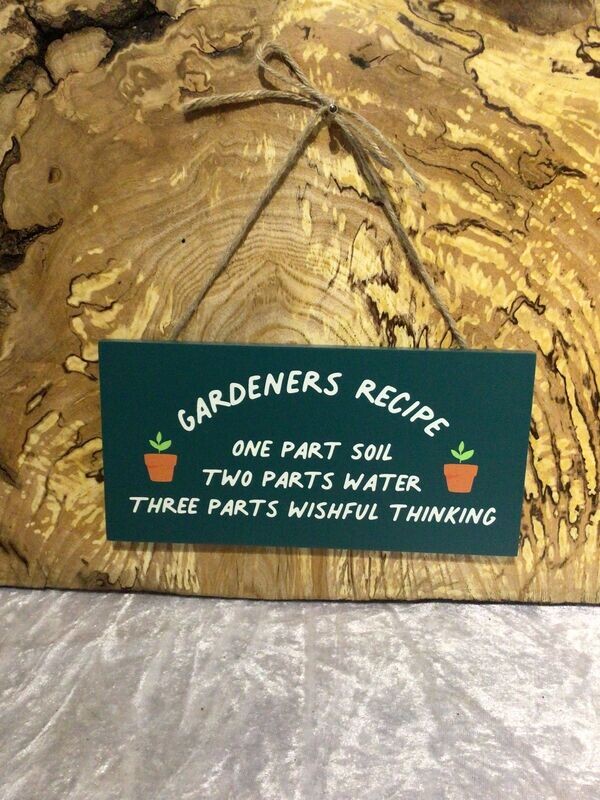 GARDENERS RECIPE
ONE PART SOIL
TWO PARTS WATER
THREE PARTS WISHFUL THINKING